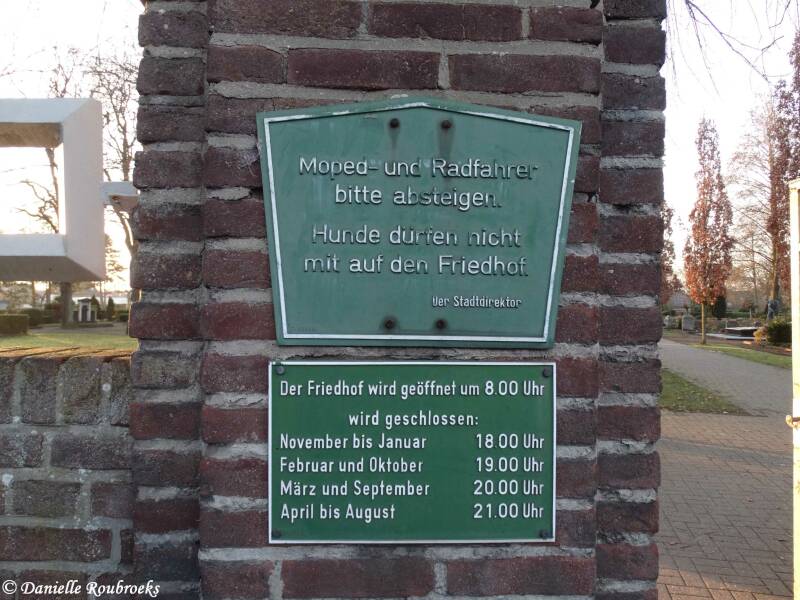 Moped- und Radfahrer
bitte absteigen.
Hunde dürfen nicht
mit auf den Friedhof.
Der Stadtdirektor
Der Friedhof wird geöffnet um 8.00 Uhr
wird geschlossen:
November bis Januar 18.00 Uhr
Februar und Oktober 19.00 Uhr
März und September 20.00 Uhr
April bis August 21.00 Uhr
© Danielle Roubroeks